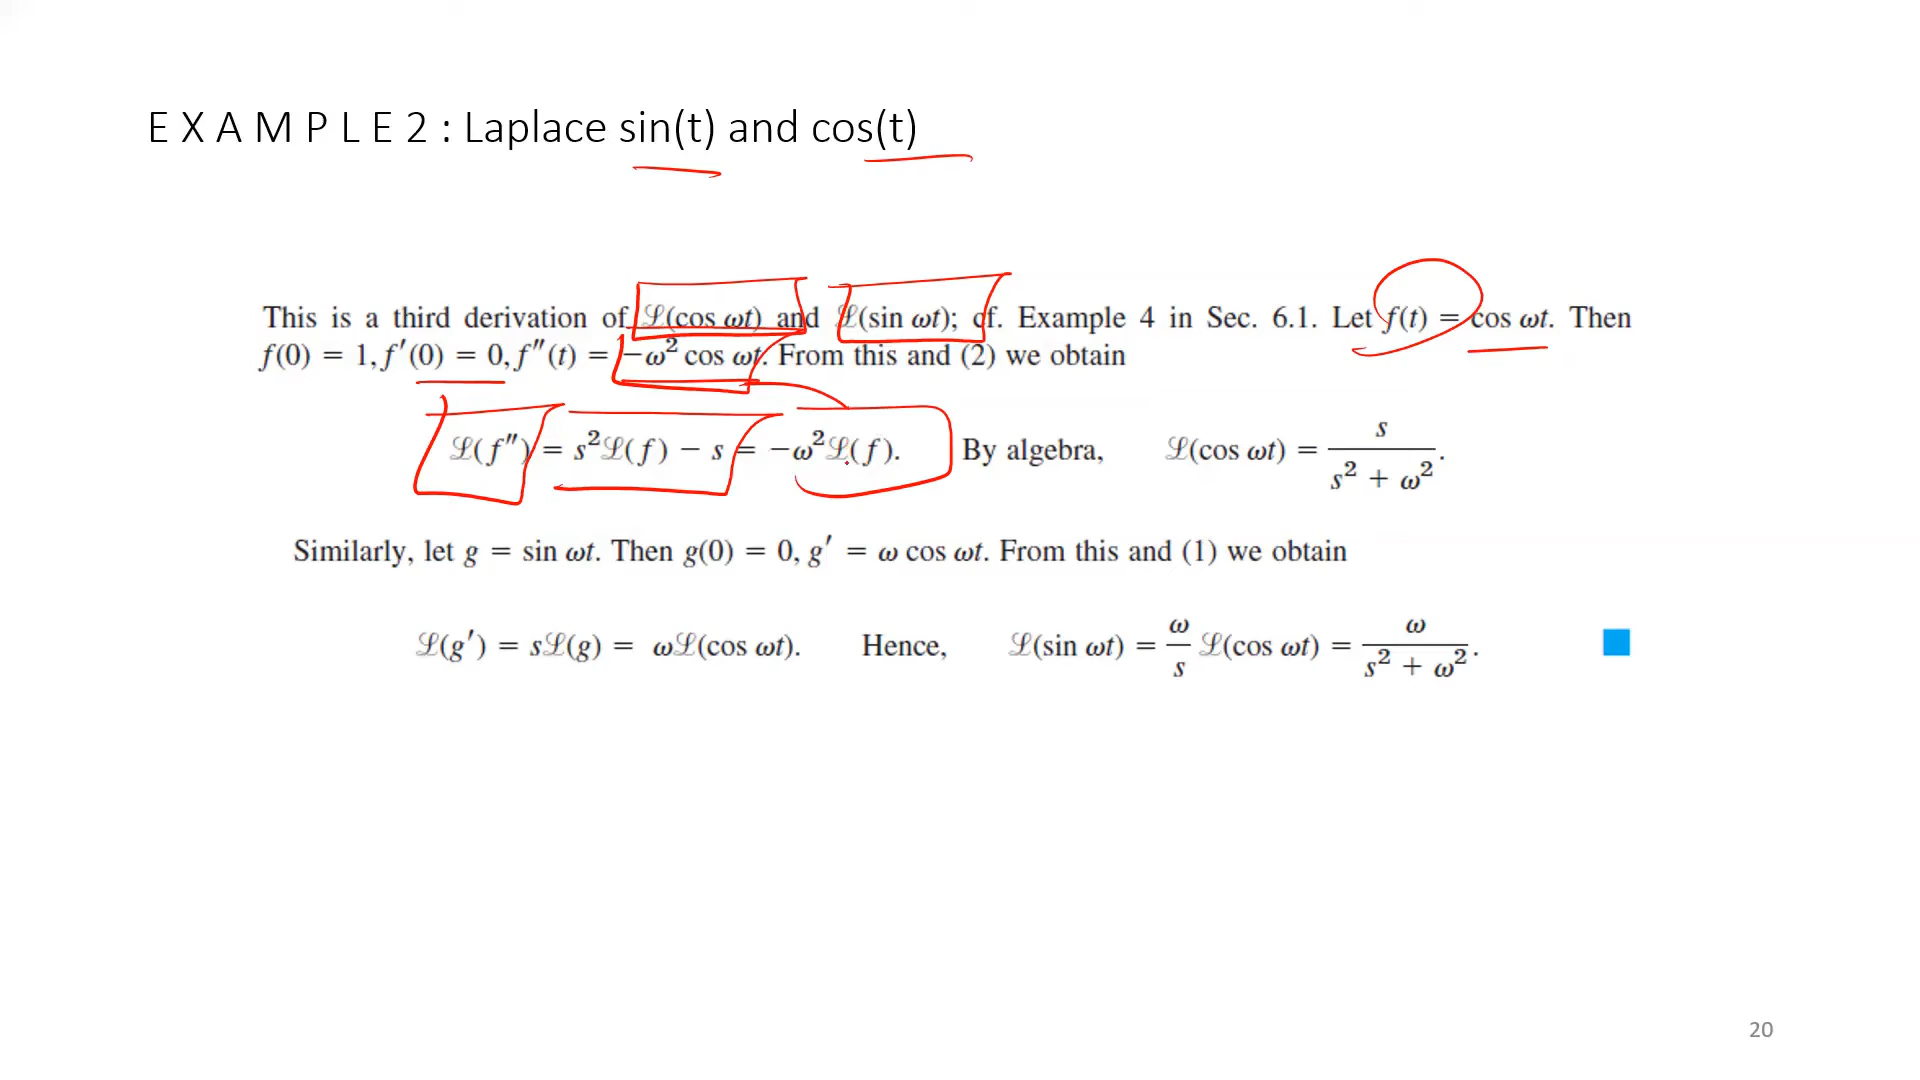 E X A M P L E 2 : Laplace sin(t) and cos(t)
This is a third derivation of ℒ(cos ωt) and ℒ(sin ωt); cf. Example 4 in Sec. 6.1. Let f(t) = cos ωt. Then
f(0) = 1, f′(0) = 0, f″(t) = −ω² cos ωt. From this and (2) we obtain
ℒ(f″) = s²ℒ(f) − s = −ω²ℒ(f). By algebra, ℒ(cos ωt) = s / (s² + ω²).
Similarly, let g = sin ωt. Then g(0) = 0, g′ = ω cos ωt. From this and (1) we obtain
ℒ(g′) = sℒ(g) = ωℒ(cos ωt). Hence, ℒ(sin ωt) = ω/s ℒ(cos ωt) = ω / (s² + ω²).
20